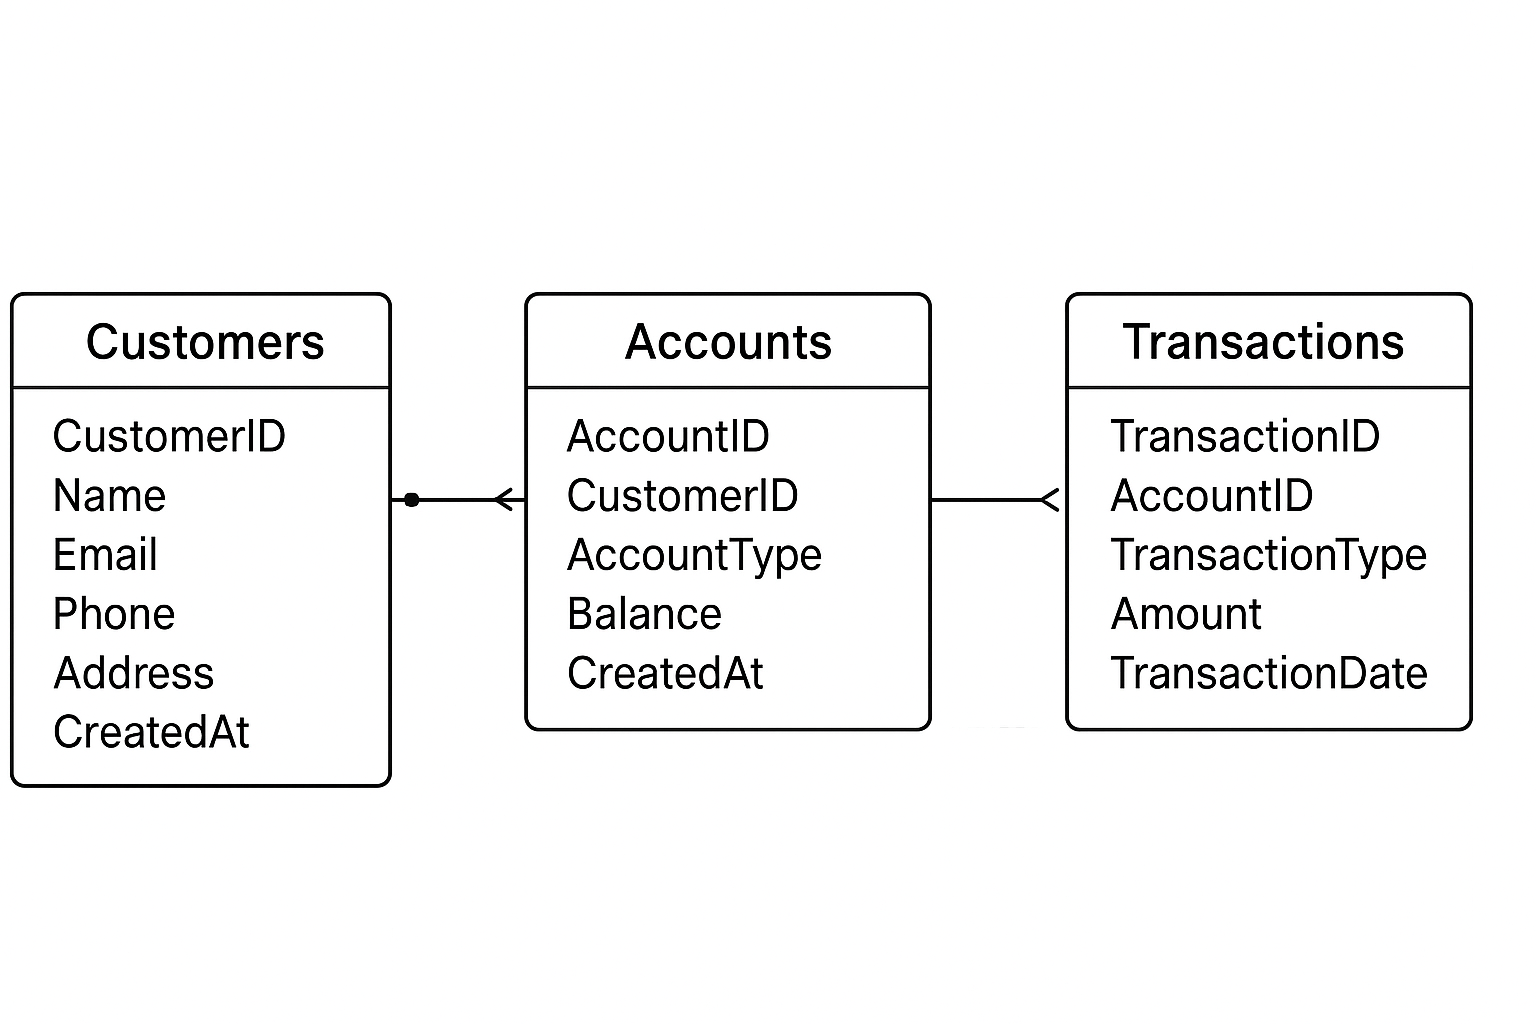 Customers
CustomerID
Name
Email
Phone
Address
CreatedAt
Accounts
AccountID
CustomerID
AccountType
Balance
CreatedAt
Transactions
TransactionID
AccountID
TransactionType
Amount
TransactionDate